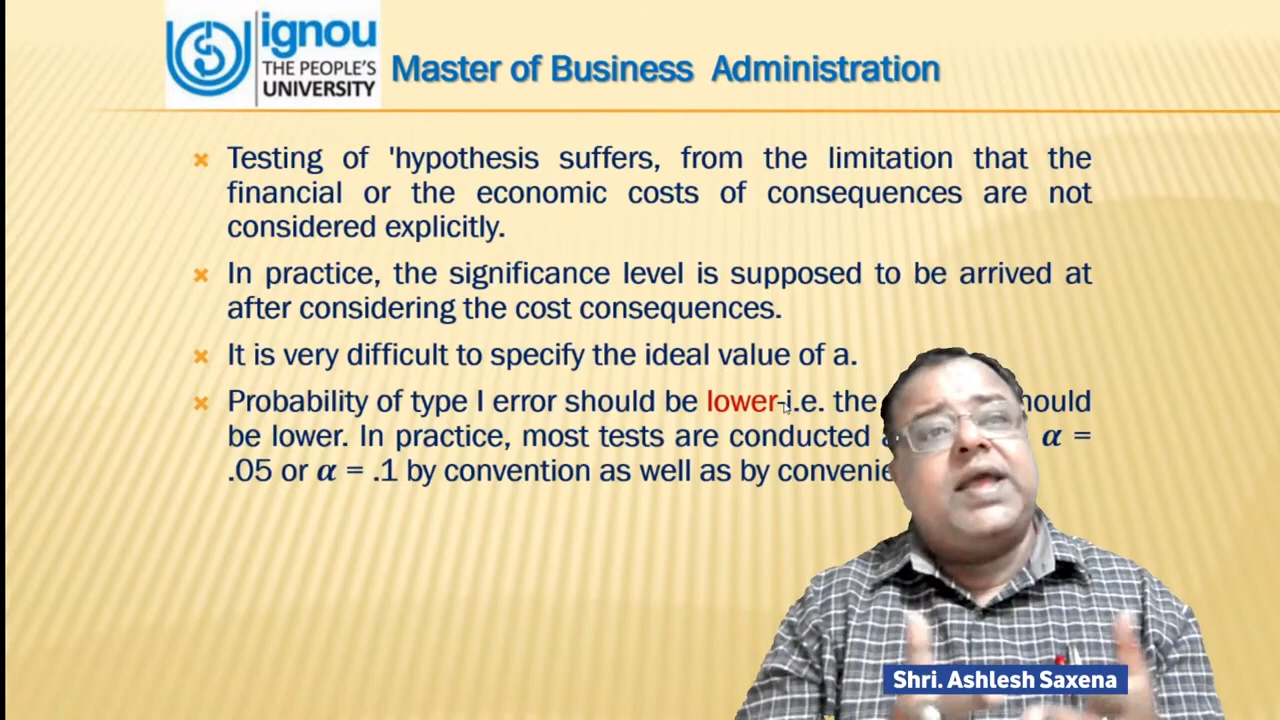 ignou
THE PEOPLE'S
UNIVERSITY
Master of Business Administration
Testing of 'hypothesis suffers, from the limitation that the
financial or the economic costs of consequences are not
considered explicitly.
In practice, the significance level is supposed to be arrived at
after considering the cost consequences.
It is very difficult to specify the ideal value of a.
Probability of type I error should be lower-i.e. the
be lower. In practice, most tests are conducted α =
.05 or α = .1 by convention as well as by
Shri. Ashlesh Saxena